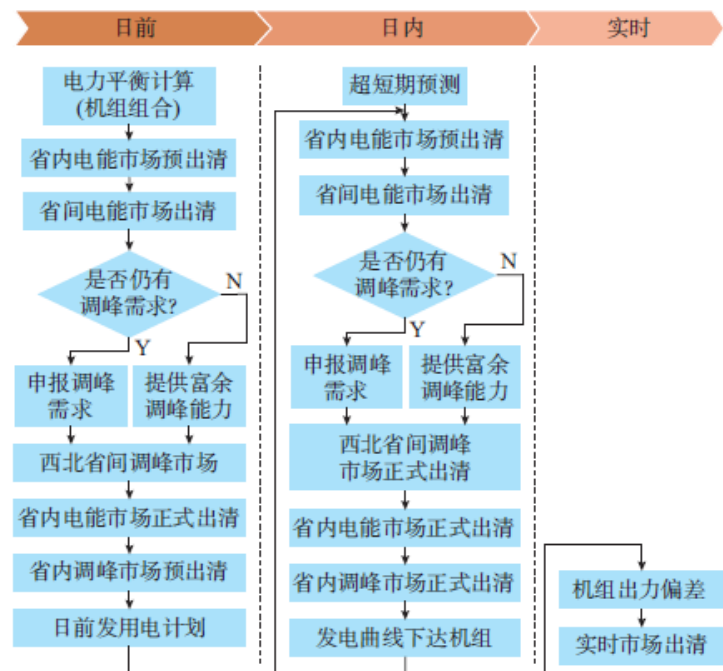 日前
日内
实时
电力平衡计算
(机组组合)
省内电能市场预出清
省间电能市场出清
是否仍有
调峰需求?
N
Y
申报调峰
需求
提供富余
调峰能力
西北省间调峰市场
省内电能市场正式出清
省内调峰市场预出清
日前发用电计划
超短期预测
省内电能市场预出清
省间电能市场出清
是否仍有
调峰需求?
N
Y
申报调峰
需求
提供富余
调峰能力
西北省间调峰
市场正式出清
省内电能市场正式出清
省内调峰市场正式出清
发电曲线下达机组
机组出力偏差
实时市场出清